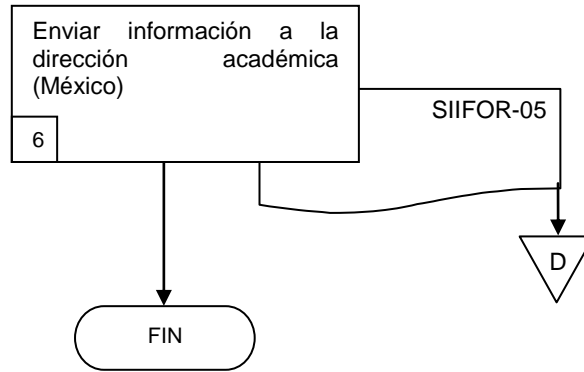 Enviar información a la
dirección académica
(México)
SIIFOR-05
6
D
FIN